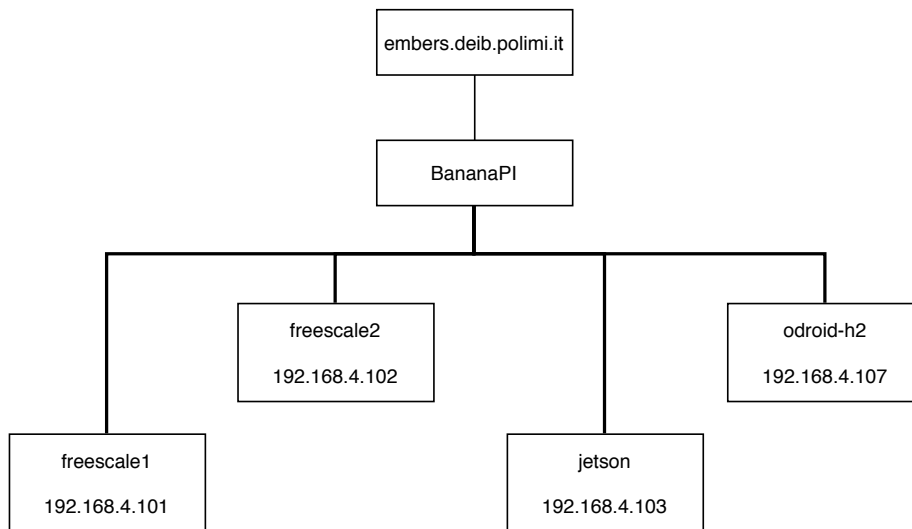 embers.deib.polimi.it
BananaPI
freescale2
192.168.4.102
odroid-h2
192.168.4.107
freescale1
192.168.4.101
jetson
192.168.4.103